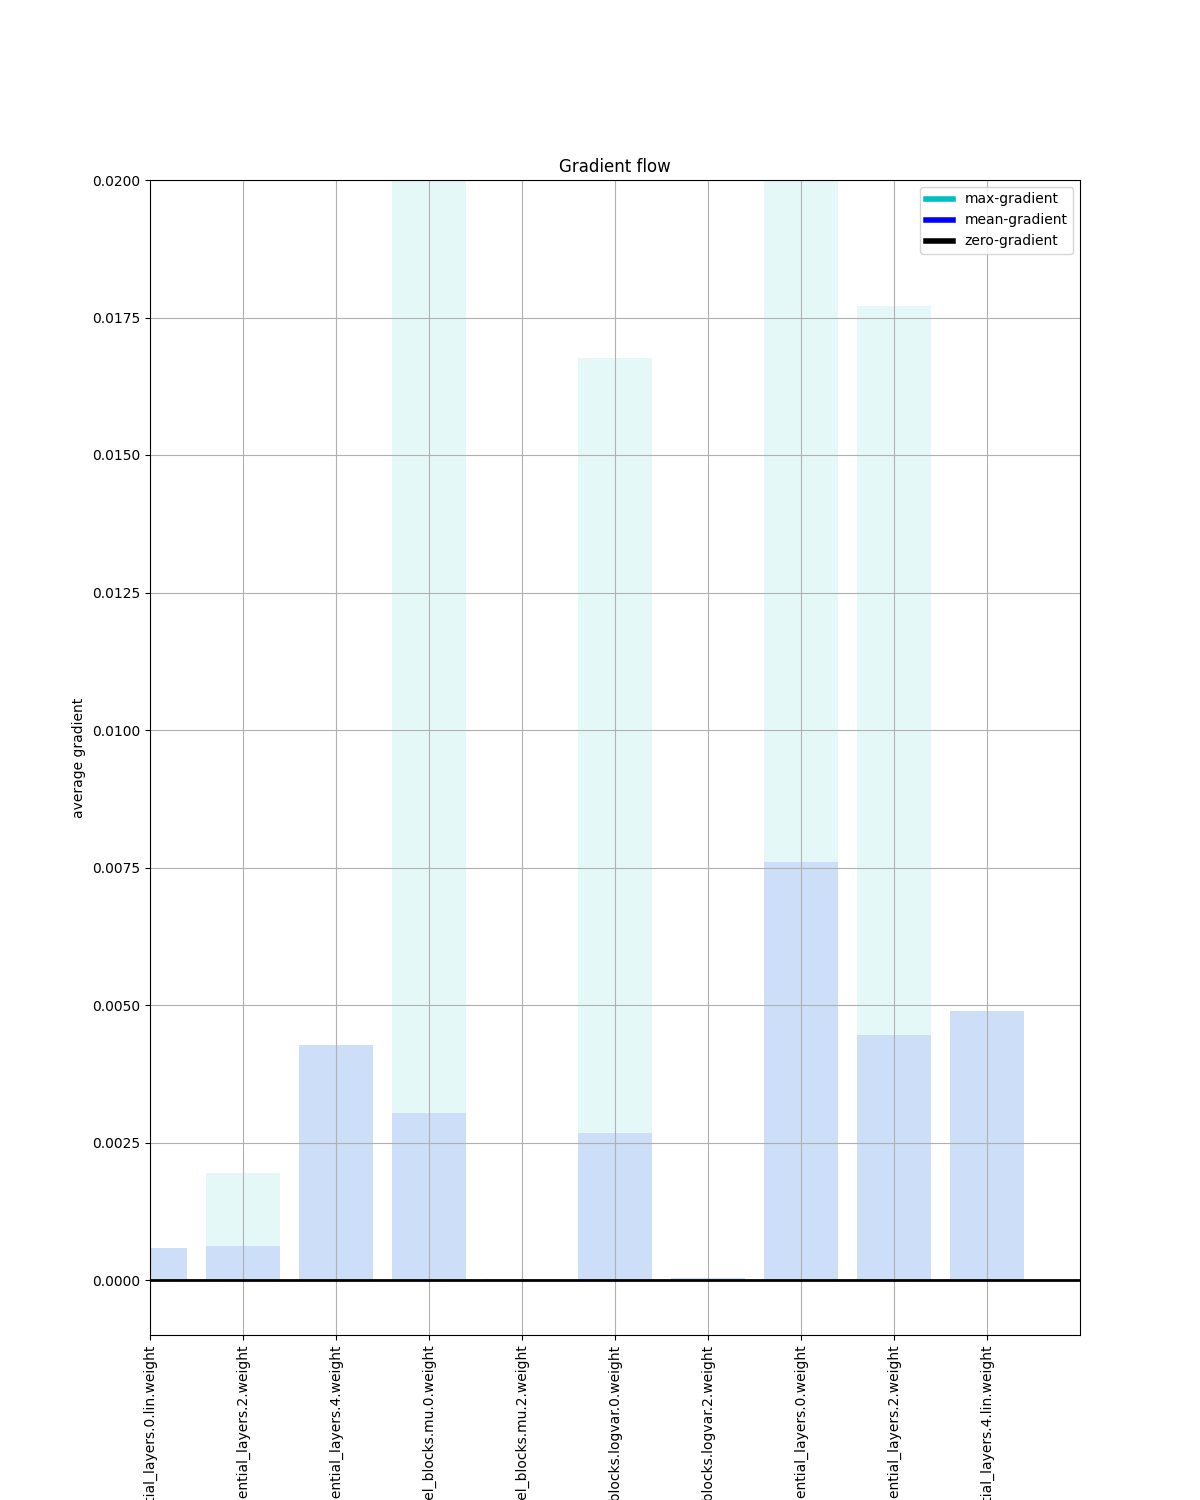 Gradient flow
max-gradient
mean-gradient
zero-gradient
0.0200
0.0175
0.0150
0.0125
0.0100
0.0075
0.0050
0.0025
0.0000
average gradient
tial_layers.0.lin.weight
ential_layers.2.weight
ential_layers.4.weight
el_blocks.mu.0.weight
el_blocks.mu.2.weight
blocks.logvar.0.weight
blocks.logvar.2.weight
ential_layers.0.weight
ential_layers.2.weight
tial_layers.4.lin.weight